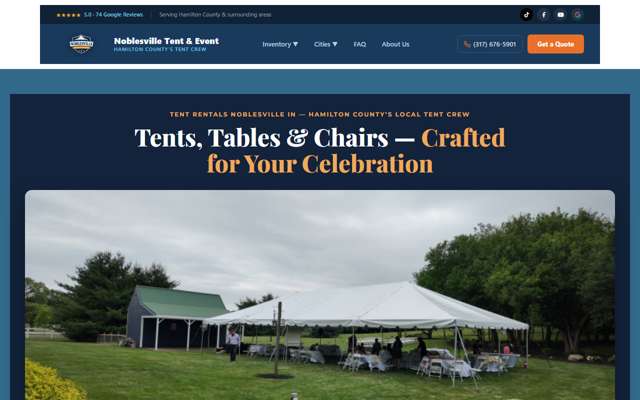 ★★★★★ 5.0 · 74 Google Reviews | Serving Hamilton County & surrounding areas
Noblesville Tent & Event
HAMILTON COUNTY'S TENT CREW
Inventory ▼ Cities ▼ FAQ About Us
(317) 676-5901
Get a Quote
TENT RENTALS NOBLESVILLE IN — HAMILTON COUNTY'S LOCAL TENT CREW
Tents, Tables & Chairs — Crafted
for Your Celebration